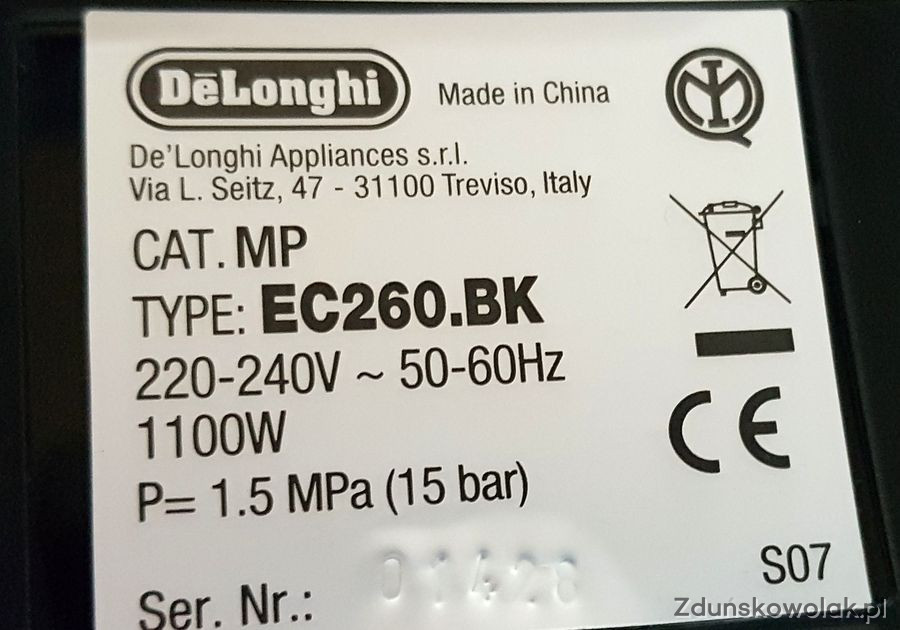 DēLonghi Made in China
De'Longhi Appliances s.r.l.
Via L. Seitz, 47 - 31100 Treviso, Italy
CAT. MP
TYPE: EC260.BK
220-240V ~ 50-60Hz
1100W
P= 1.5 MPa (15 bar)
CE
S07
Ser. Nr.:
Zdunskowolak.pl